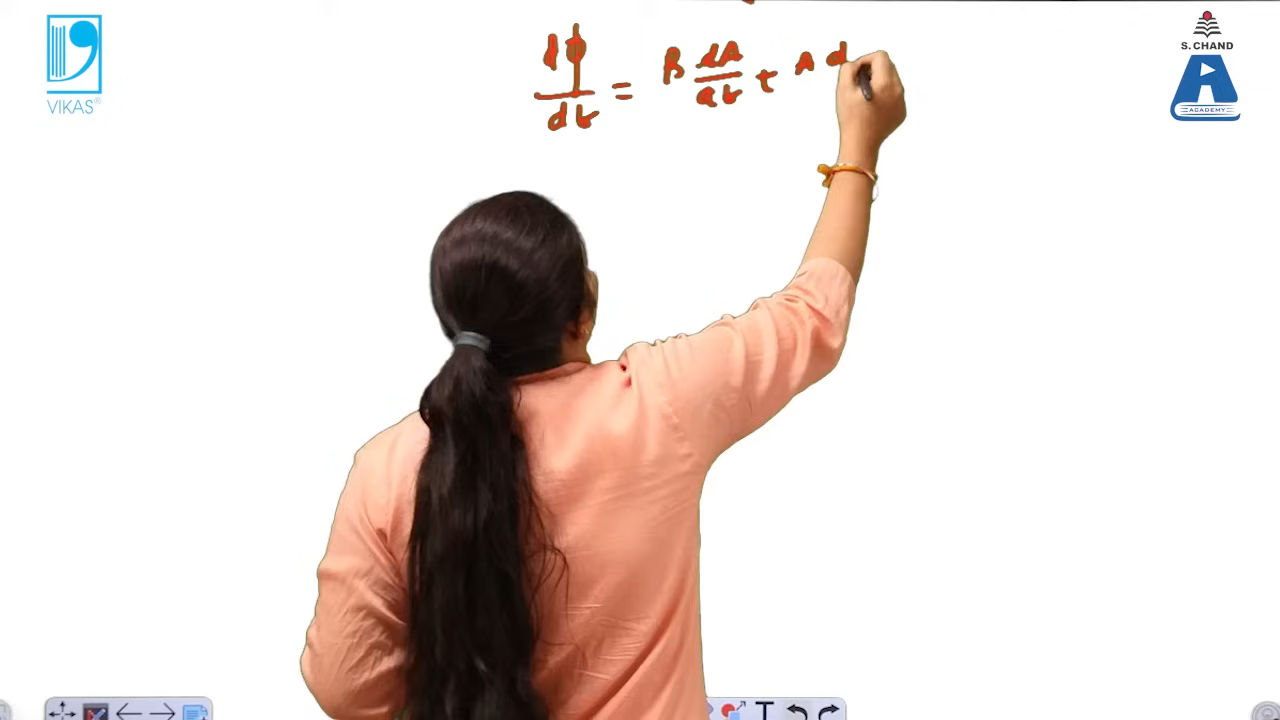 VIKAS®
S. CHAND
ACADEMY
dφ/dt = B dA/dt + A d
T